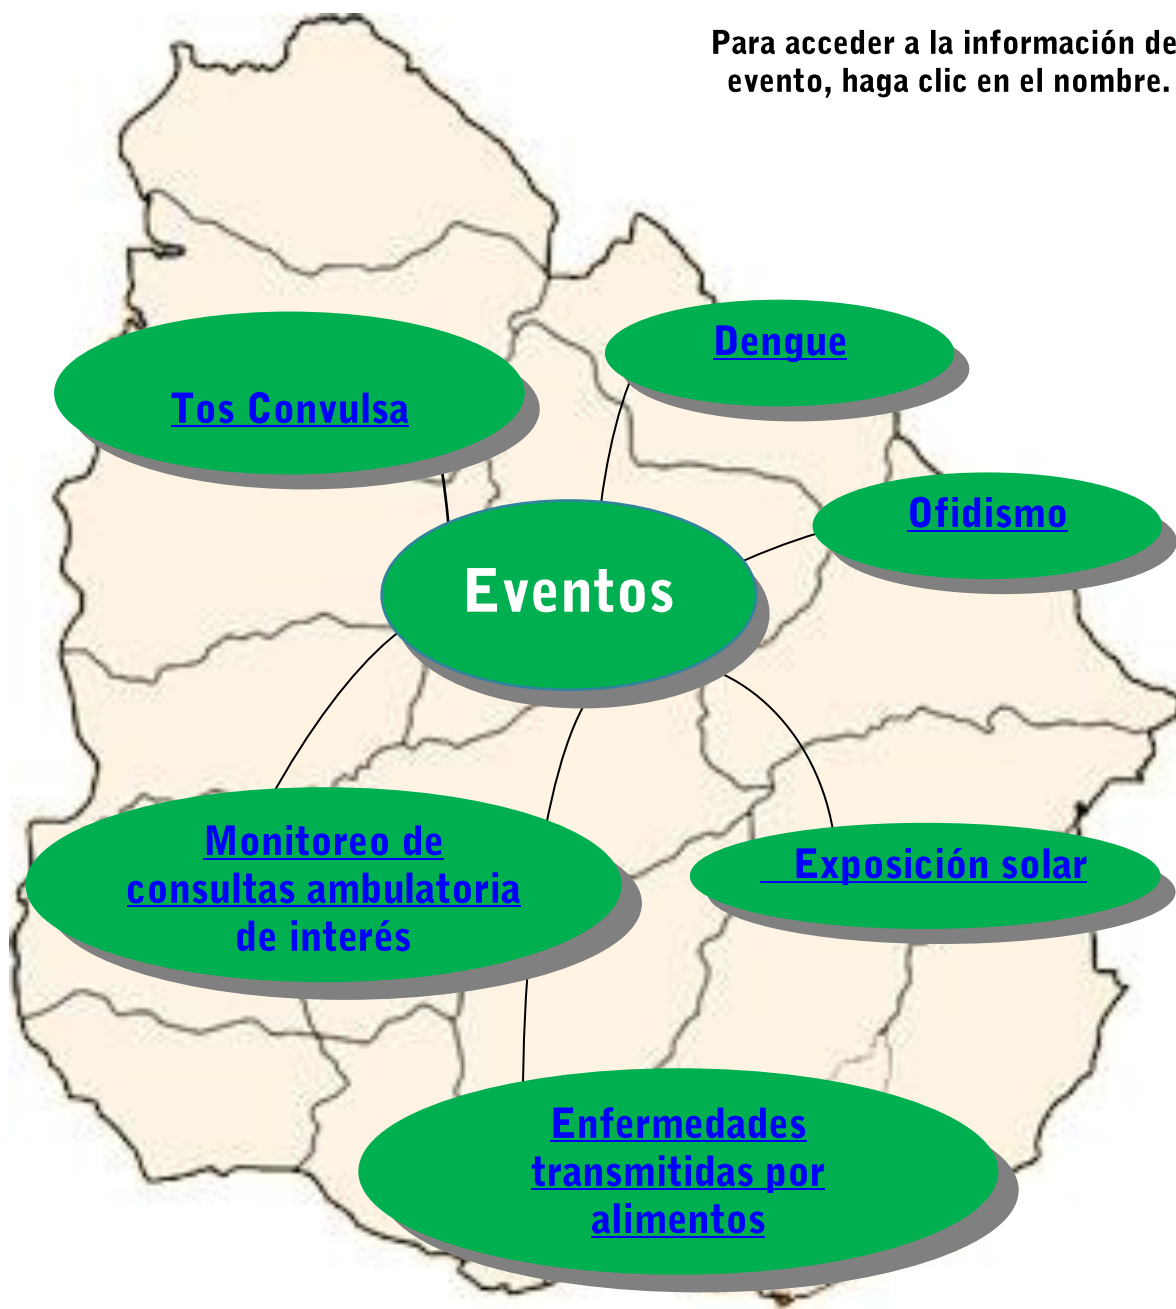 Para acceder a la información de
evento, haga clic en el nombre.
Dengue
Tos Convulsa
Ofidismo
Eventos
Monitoreo de
consultas ambulatoria
de interés
Exposición solar
Enfermedades
transmitidas por
alimentos